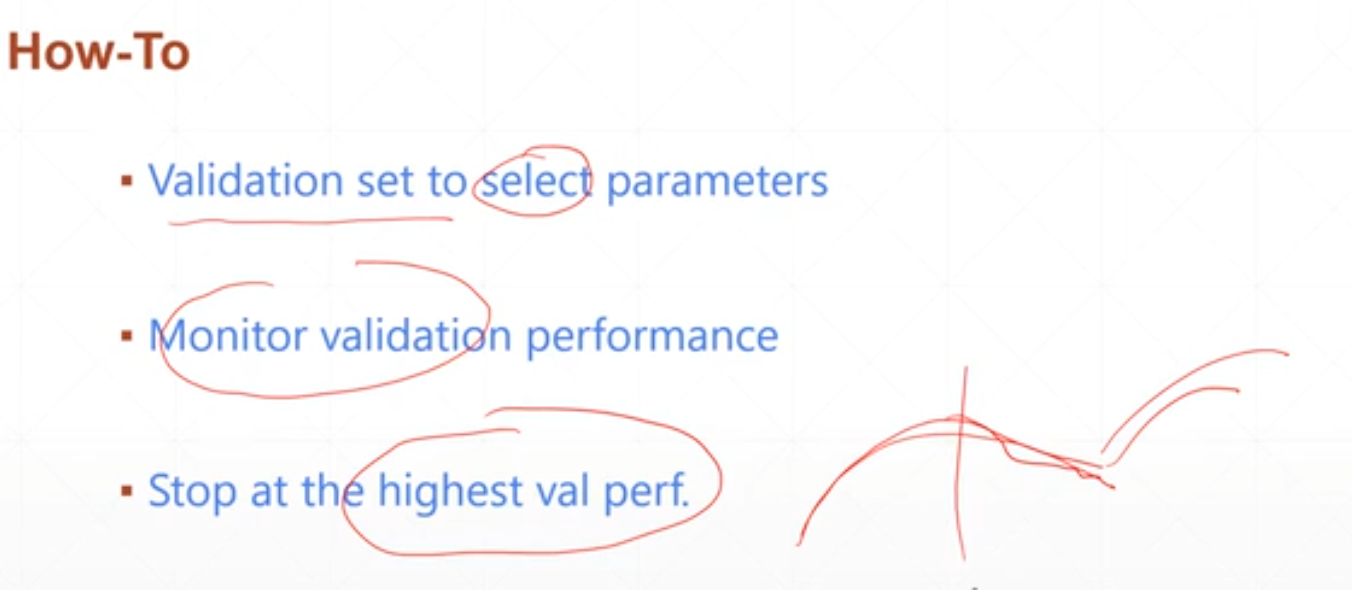 How-To
▪ Validation set to select parameters
▪ Monitor validation performance
▪ Stop at the highest val perf.